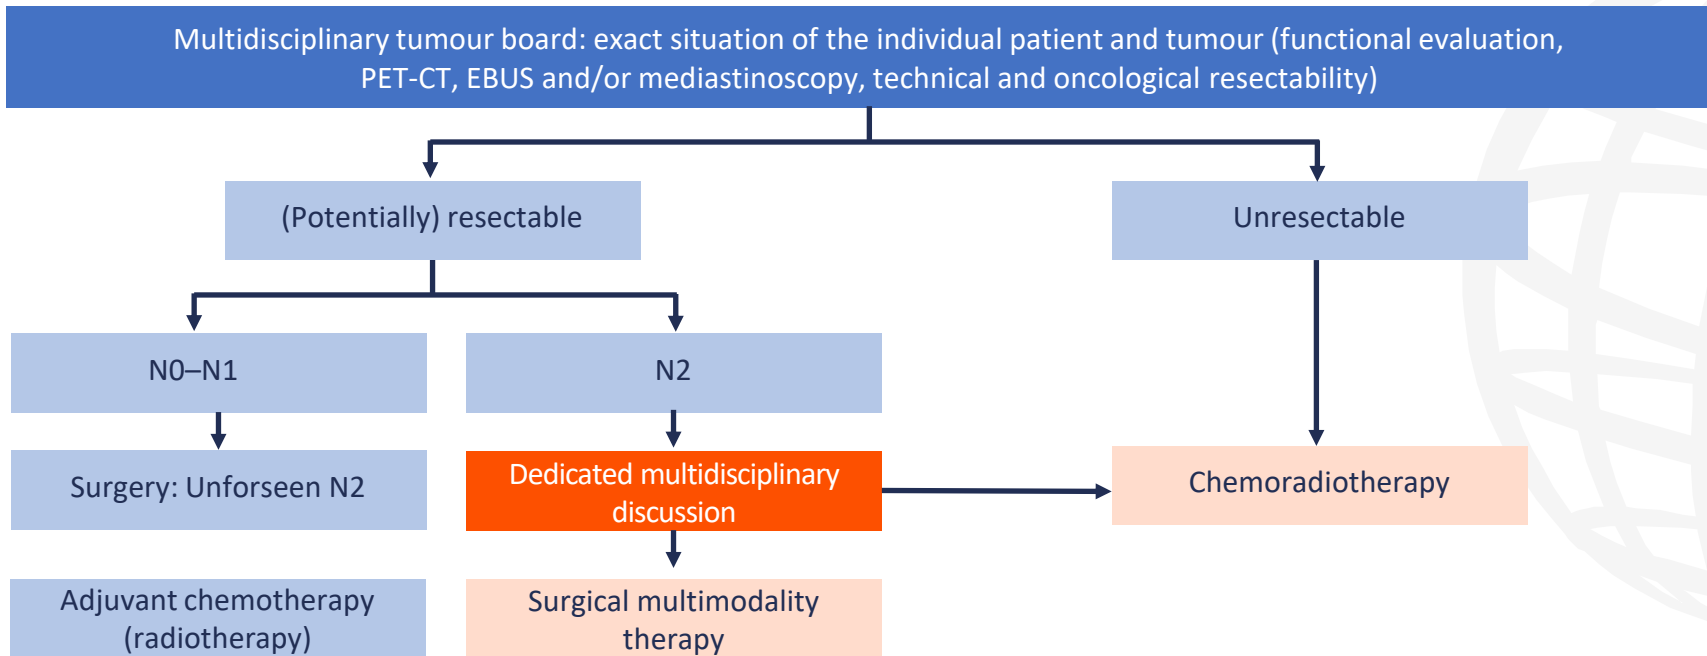 Multidisciplinary tumour board: exact situation of the individual patient and tumour (functional evaluation,
PET-CT, EBUS and/or mediastinoscopy, technical and oncological resectability)
(Potentially) resectable
Unresectable
N0–N1
N2
Surgery: Unforseen N2
Dedicated multidisciplinary
discussion
Chemoradiotherapy
Adjuvant chemotherapy
(radiotherapy)
Surgical multimodality
therapy